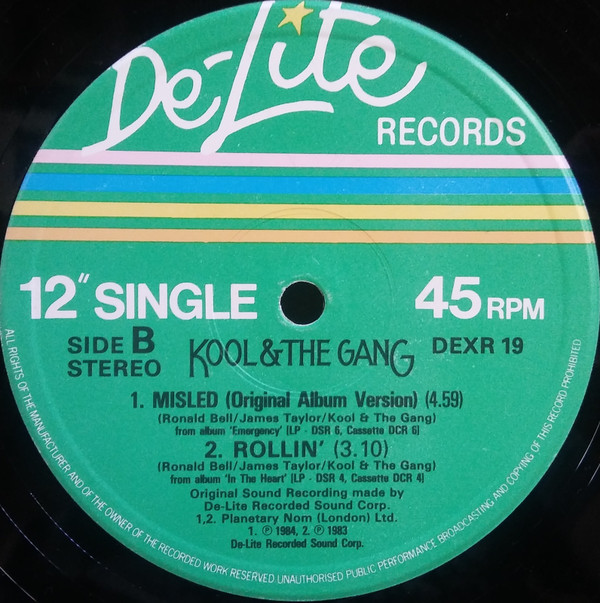 De-Lite
RECORDS
12" SINGLE
45 RPM
SIDE B
STEREO
KOOL & THE GANG
DEXR 19
1. MISLED (Original Album Version) (4.59)
(Ronald Bell/James Taylor/Kool & The Gang)
from album 'Emergency' [LP - DSR 6, Cassette DCR 6]
2. ROLLIN' (3.10)
(Ronald Bell/James Taylor/Kool & The Gang)
from album 'In The Heart' [LP - DSR 4, Cassette DCR 4]
Original Sound Recording made by
De-Lite Recorded Sound Corp.
1,2. Planetary Nom (London) Ltd.
1. ℗ 1984, 2. ℗ 1983
De-Lite Recorded Sound Corp.
ALL RIGHTS OF THE MANUFACTURER AND OF THE OWNER OF THE RECORDED WORK RESERVED UNAUTHORISED PUBLIC PERFORMANCE BROADCASTING AND COPYING OF THIS RECORD PROHIBITED